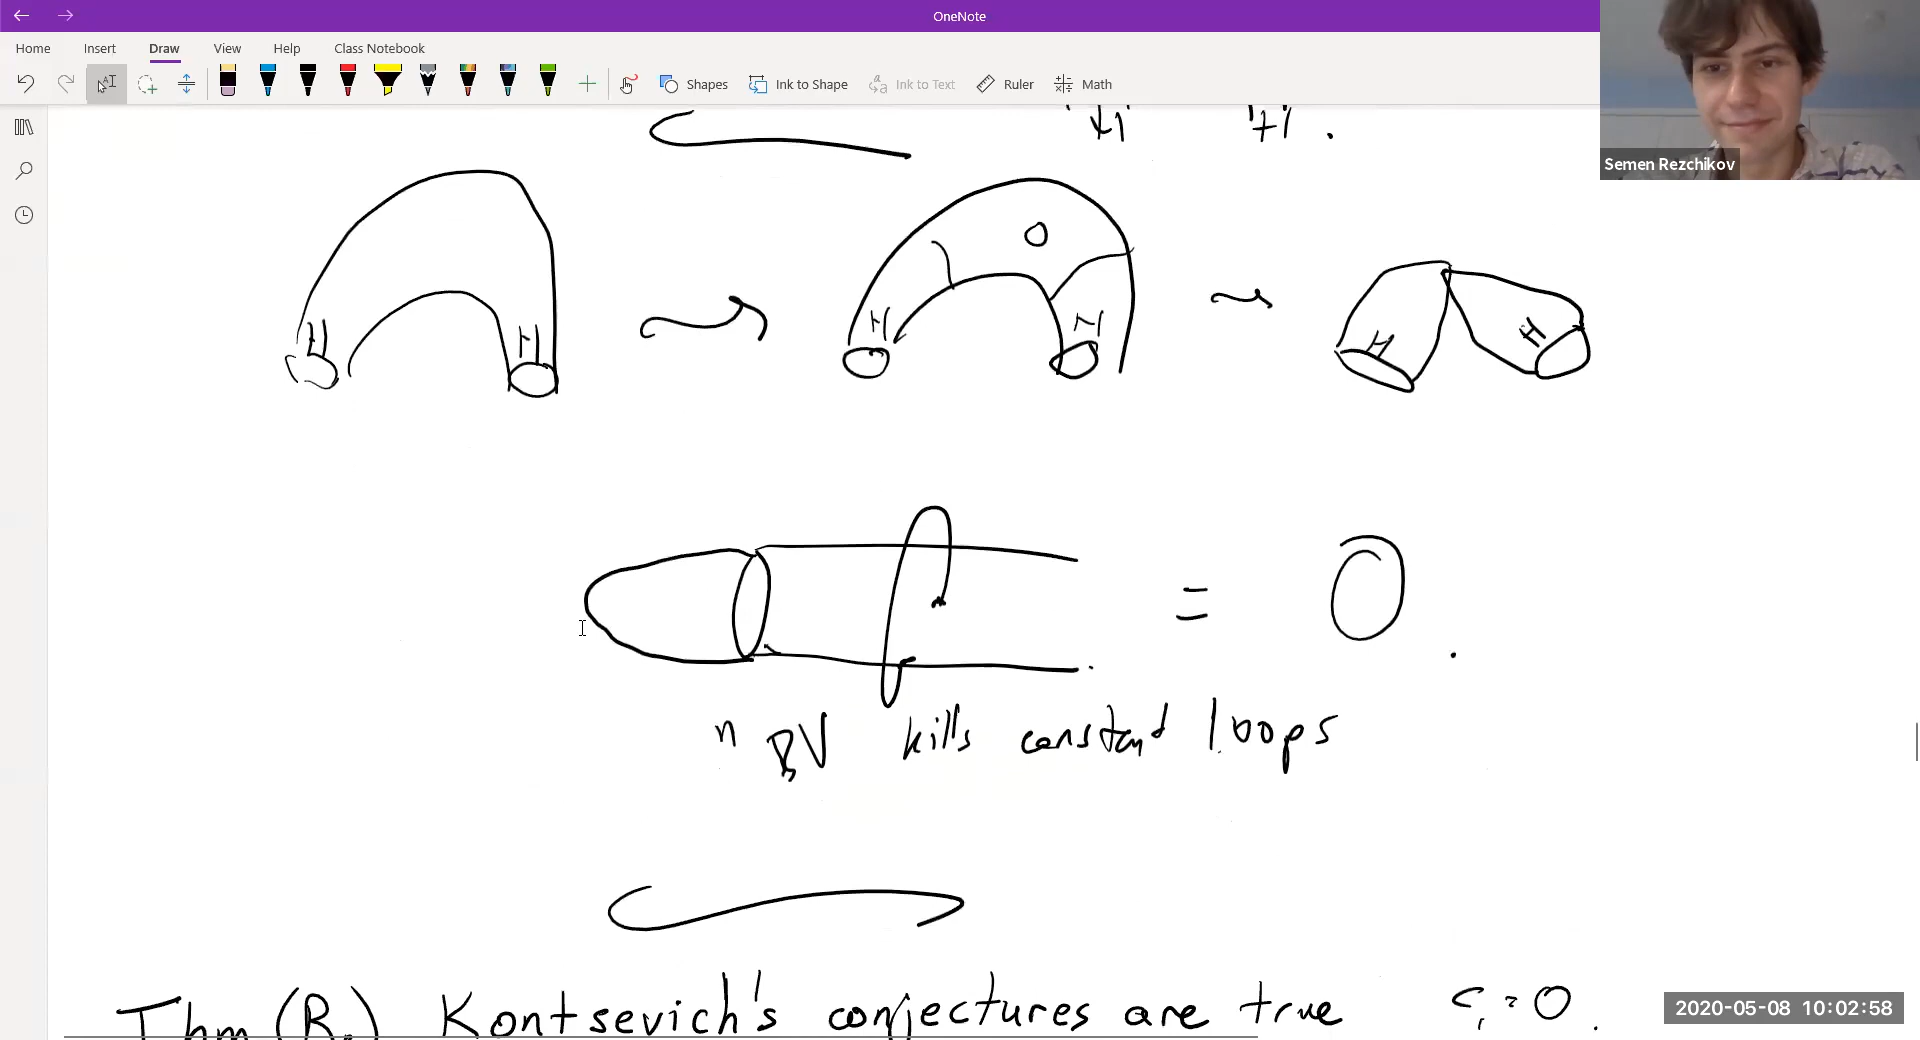 OneNote
Home Insert Draw View Help Class Notebook
Shapes Ink to Shape Ink to Text Ruler Math
Semen Rezchikov
H H H H H H
= 0.
" BV kills constant loops
Thm (R.) Kontsevich's conjectures are true c₁ = 0.
2020-05-08 10:02:58